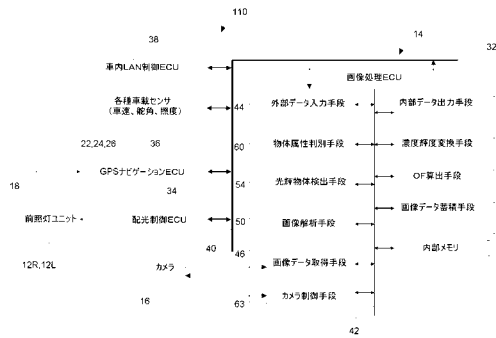 110
38
14
32
車内LAN制御ECU
画像処理ECU
各種車載センサ
(車速、舵角、照度)
44
外部データ入力手段
内部データ出力手段
22,24,26
36
60
物体属性判別手段
濃度輝度変換手段
18
GPSナビゲーションECU
54
光輝物体検出手段
OF算出手段
34
画像データ蓄積手段
前照灯ユニット
配光制御ECU
50
画像解析手段
40
46
内部メモリ
12R,12L
カメラ
画像データ取得手段
16
63
カメラ制御手段
42